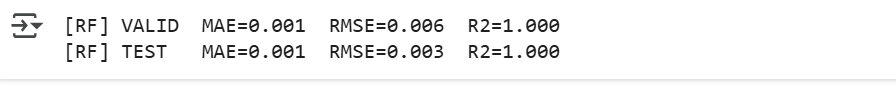 [RF] VALID  MAE=0.001  RMSE=0.006  R2=1.000
[RF] TEST   MAE=0.001  RMSE=0.003  R2=1.000